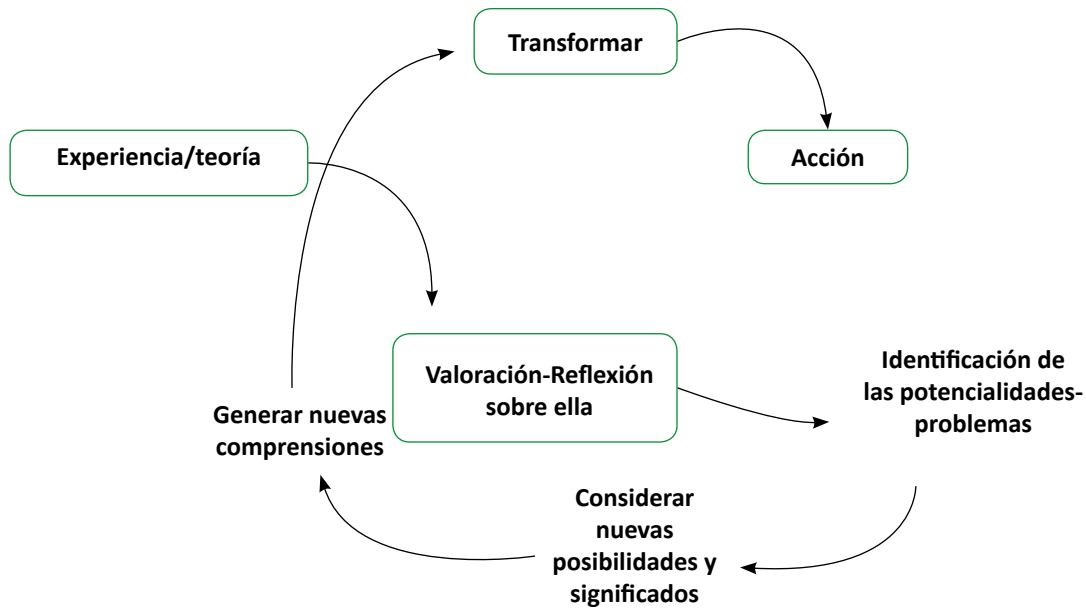 Transformar
Experiencia/teoría
Acción
Valoración-Reflexión
sobre ella
Identificación de
las potencialidades-
problemas
Considerar
nuevas
posibilidades y
significados
Generar nuevas
comprensiones